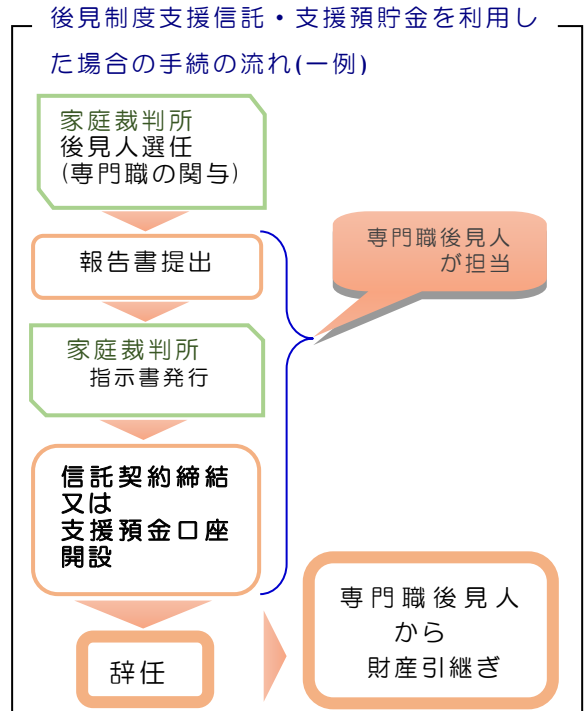 後見制度支援信託・支援預貯金を利用し
た場合の手続の流れ(一例)
家庭裁判所
後見人選任
(専門職の関与)
報告書提出
専門職後見人
が担当
家庭裁判所
指示書発行
信託契約締結
又は
支援預金口座
開設
辞任
専門職後見人
から
財産引継ぎ